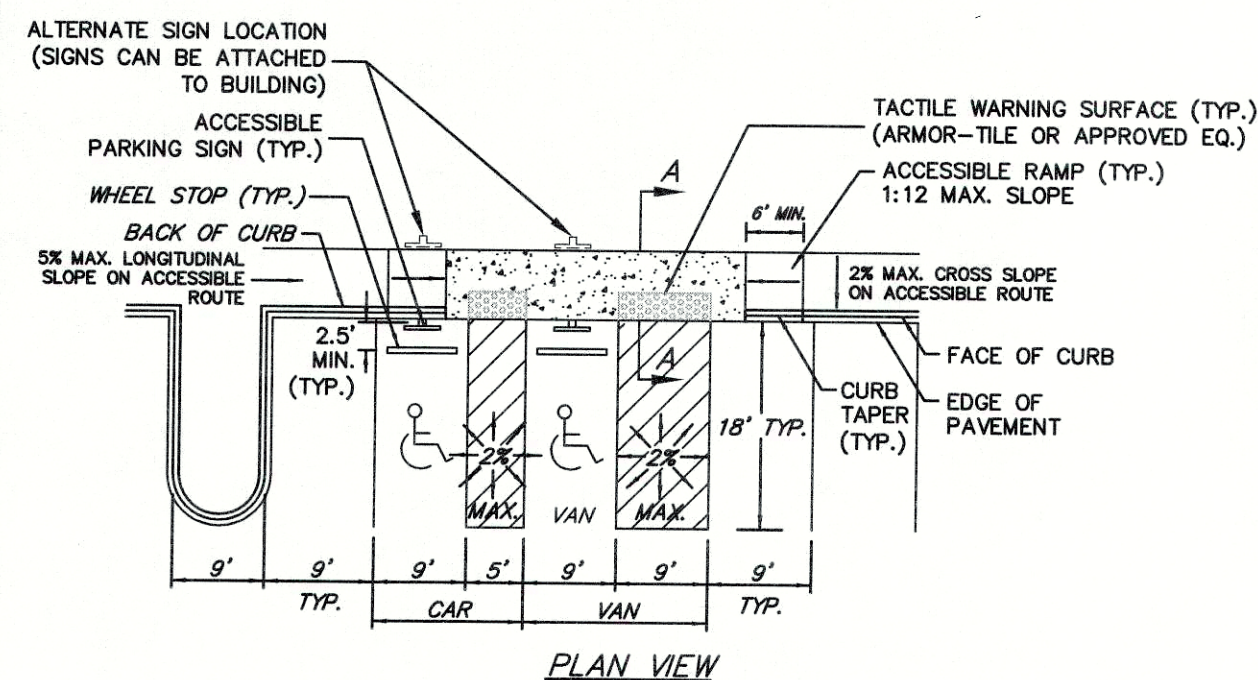 ALTERNATE SIGN LOCATION
(SIGNS CAN BE ATTACHED
TO BUILDING)
ACCESSIBLE
PARKING SIGN (TYP.)
WHEEL STOP (TYP.)
BACK OF CURB
5% MAX. LONGITUDINAL
SLOPE ON ACCESSIBLE
ROUTE
2.5'
MIN.
(TYP.)
A
TACTILE WARNING SURFACE (TYP.)
(ARMOR-TILE OR APPROVED EQ.)
ACCESSIBLE RAMP (TYP.)
1:12 MAX. SLOPE
6' MIN.
2% MAX. CROSS SLOPE
ON ACCESSIBLE ROUTE
A
FACE OF CURB
CURB
TAPER
(TYP.)
EDGE OF
PAVEMENT
18' TYP.
2%
MAX.
VAN
2%
MAX.
9'
9'
TYP.
9'
5'
9'
9'
9'
TYP.
CAR
VAN
PLAN VIEW